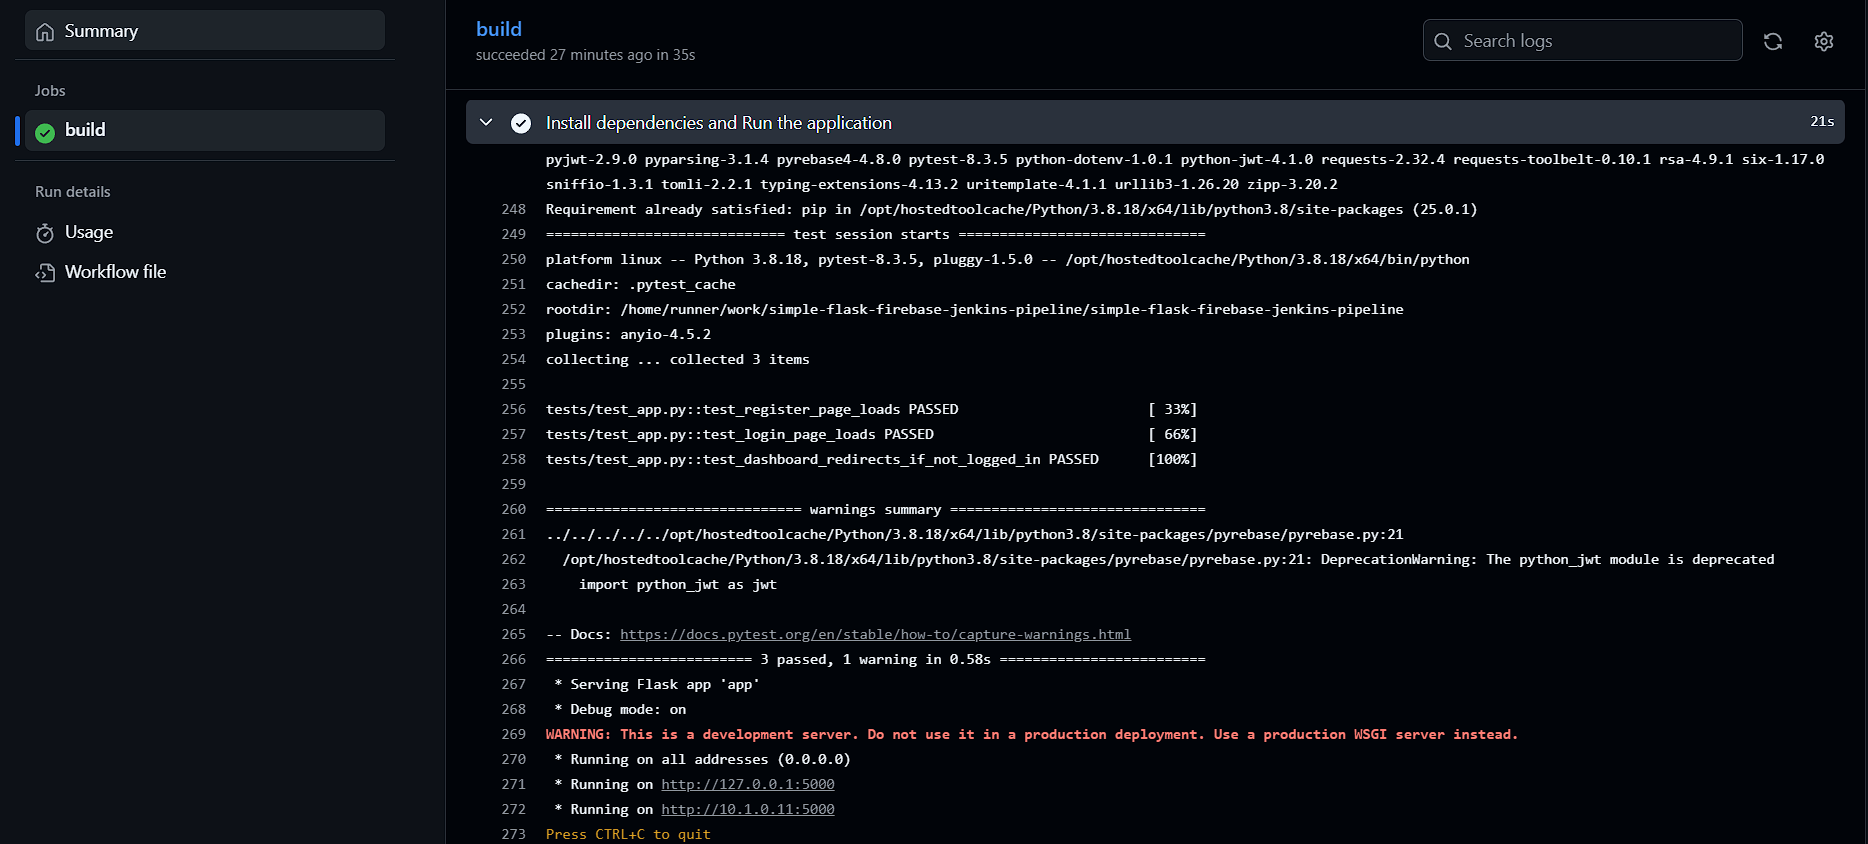 Summary
Jobs
build
Run details
Usage
Workflow file
build
succeeded 27 minutes ago in 35s
Search logs
Install dependencies and Run the application 21s
pyjwt-2.9.0 pyparsing-3.1.4 pyrebase4-4.8.0 pytest-8.3.5 python-dotenv-1.0.1 python-jwt-4.1.0 requests-2.32.4 requests-toolbelt-0.10.1 rsa-4.9.1 six-1.17.0
sniffio-1.3.1 tomli-2.2.1 typing-extensions-4.13.2 uritemplate-4.1.1 urllib3-1.26.20 zipp-3.20.2
248 Requirement already satisfied: pip in /opt/hostedtoolcache/Python/3.8.18/x64/lib/python3.8/site-packages (25.0.1)
249 ============================= test session starts ==============================
250 platform linux -- Python 3.8.18, pytest-8.3.5, pluggy-1.5.0 -- /opt/hostedtoolcache/Python/3.8.18/x64/bin/python
251 cachedir: .pytest_cache
252 rootdir: /home/runner/work/simple-flask-firebase-jenkins-pipeline/simple-flask-firebase-jenkins-pipeline
253 plugins: anyio-4.5.2
254 collecting ... collected 3 items
255
256 tests/test_app.py::test_register_page_loads PASSED [ 33%]
257 tests/test_app.py::test_login_page_loads PASSED [ 66%]
258 tests/test_app.py::test_dashboard_redirects_if_not_logged_in PASSED [100%]
259
260 =============================== warnings summary ===============================
261 ../../../../../opt/hostedtoolcache/Python/3.8.18/x64/lib/python3.8/site-packages/pyrebase/pyrebase.py:21
262 /opt/hostedtoolcache/Python/3.8.18/x64/lib/python3.8/site-packages/pyrebase/pyrebase.py:21: DeprecationWarning: The python_jwt module is deprecated
263 import python_jwt as jwt
264
265 -- Docs: https://docs.pytest.org/en/stable/how-to/capture-warnings.html
266 ========================= 3 passed, 1 warning in 0.58s =========================
267 * Serving Flask app 'app'
268 * Debug mode: on
269 WARNING: This is a development server. Do not use it in a production deployment. Use a production WSGI server instead.
270 * Running on all addresses (0.0.0.0)
271 * Running on http://127.0.0.1:5000
272 * Running on http://10.1.0.11:5000
273 Press CTRL+C to quit